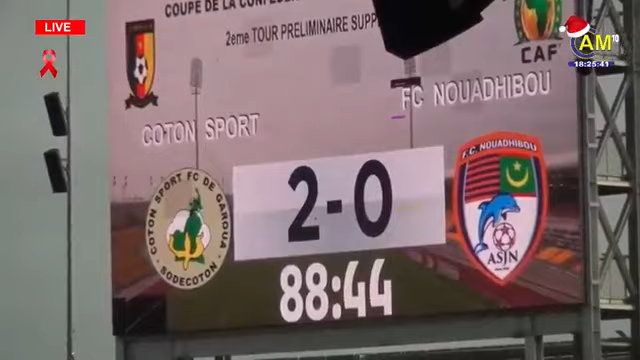 LIVE
COUPE DE LA CONFEDE
2eme TOUR PRELIMINAIRE SUPP
CAF
AM
18:25:41
COTON SPORT
FC NOUADHIBOU
COTON SPORT FC DE GAROUA
SODECOTON
2-0
F.C. NOUADHIBOU
ASJN
88:44